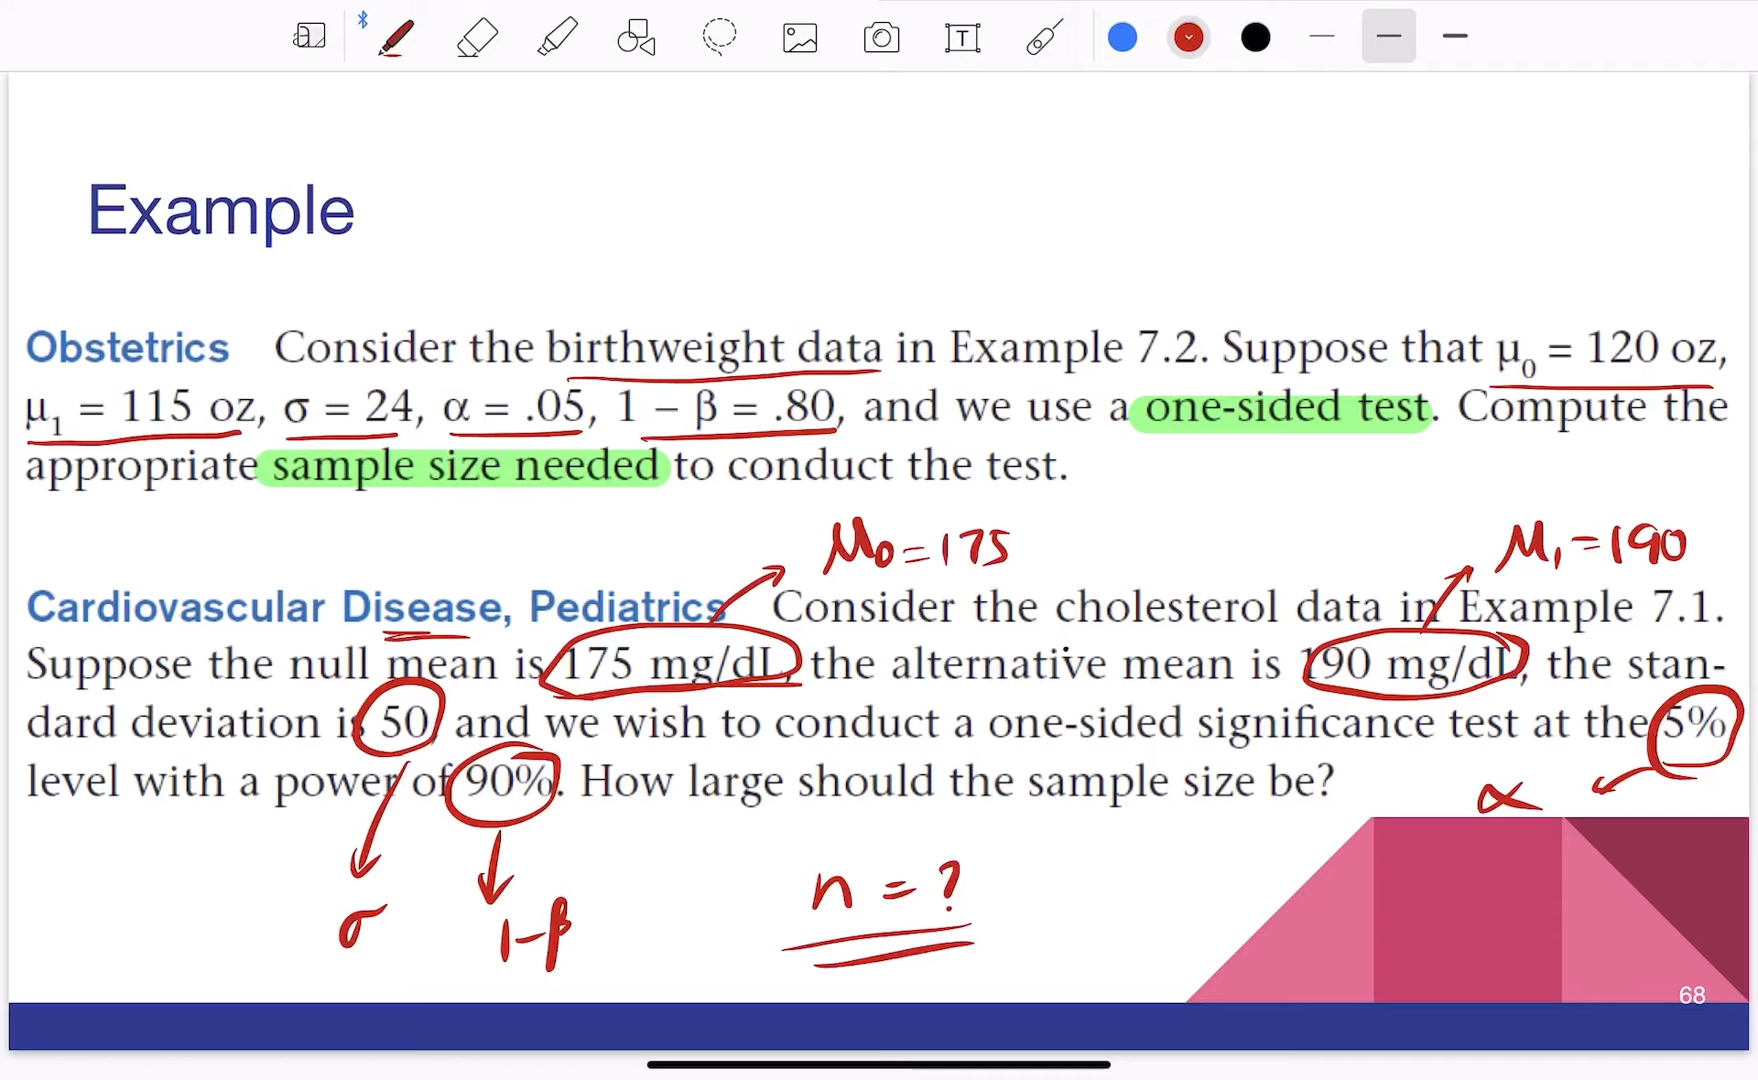 Example
Obstetrics Consider the birthweight data in Example 7.2. Suppose that μ₀ = 120 oz,
μ₁ = 115 oz, σ = 24, α = .05, 1 − β = .80, and we use a one-sided test. Compute the
appropriate sample size needed to conduct the test.
μ₀ = 175
μ₁ = 190
Cardiovascular Disease, Pediatrics Consider the cholesterol data in Example 7.1.
Suppose the null mean is 175 mg/dL, the alternative mean is 190 mg/dL, the stan-
dard deviation is 50, and we wish to conduct a one-sided significance test at the 5%
level with a power of 90%. How large should the sample size be?
α
σ
1-β
n = ?
68